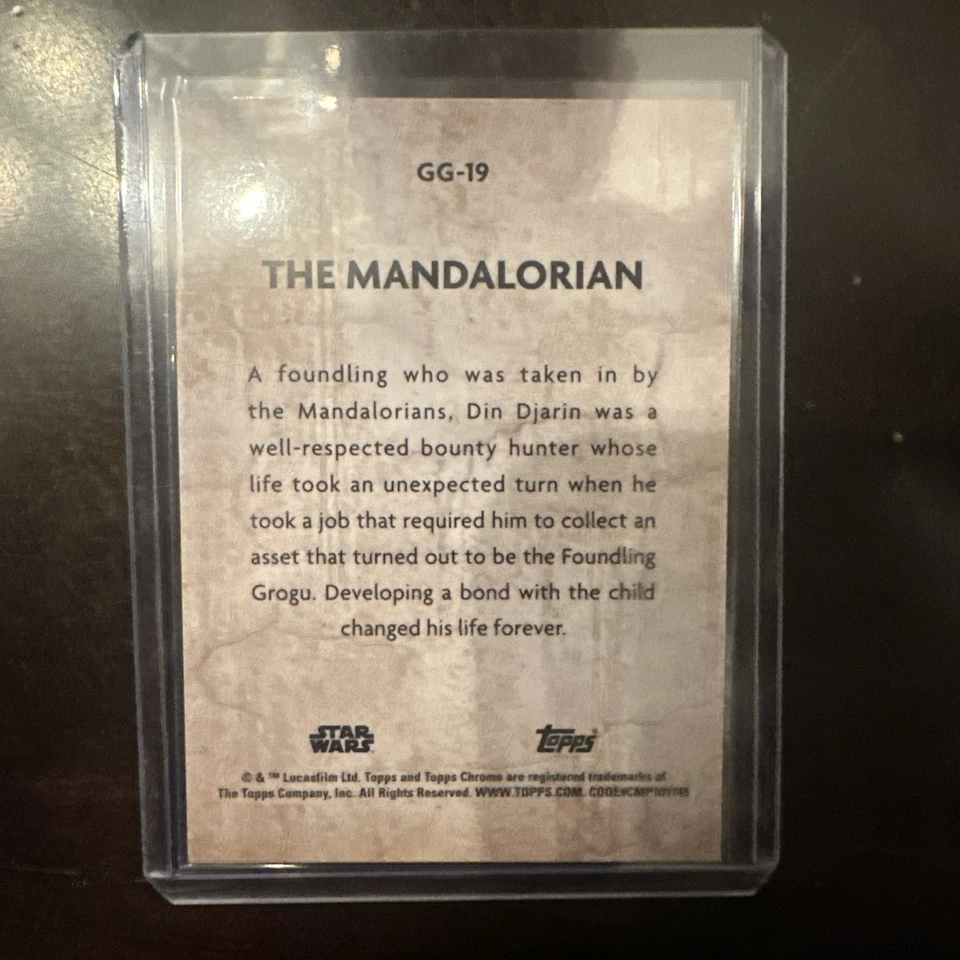 GG-19
THE MANDALORIAN
A foundling who was taken in by
the Mandalorians, Din Djarin was a
well-respected bounty hunter whose
life took an unexpected turn when he
took a job that required him to collect an
asset that turned out to be the Foundling
Grogu. Developing a bond with the child
changed his life forever.
STAR WARS
topps®
© & ™ Lucasfilm Ltd. Topps and Topps Chrome are registered trademarks of
The Topps Company, Inc. All Rights Reserved. WWW.TOPPS.COM.